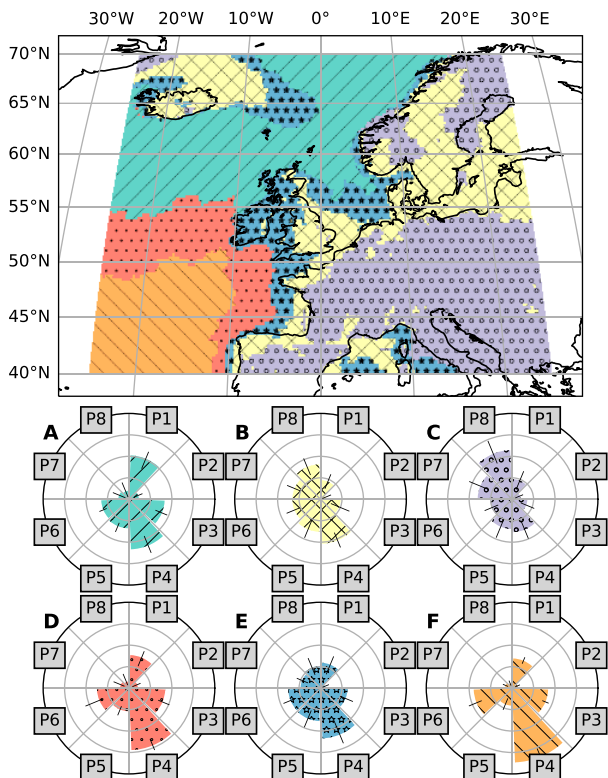 30°W 20°W 10°W 0° 10°E 20°E 30°E
70°N
65°N
60°N
55°N
50°N
45°N
40°N
A P8 P1 B P8 P1 C P8 P1
P7 P2 P7 P2 P7 P2
P6 P3 P6 P3 P6 P3
P5 P4 P5 P4 P5 P4
D P8 P1 E P8 P1 F P8 P1
P7 P2 P7 P2 P7 P2
P6 P3 P6 P3 P6 P3
P5 P4 P5 P4 P5 P4